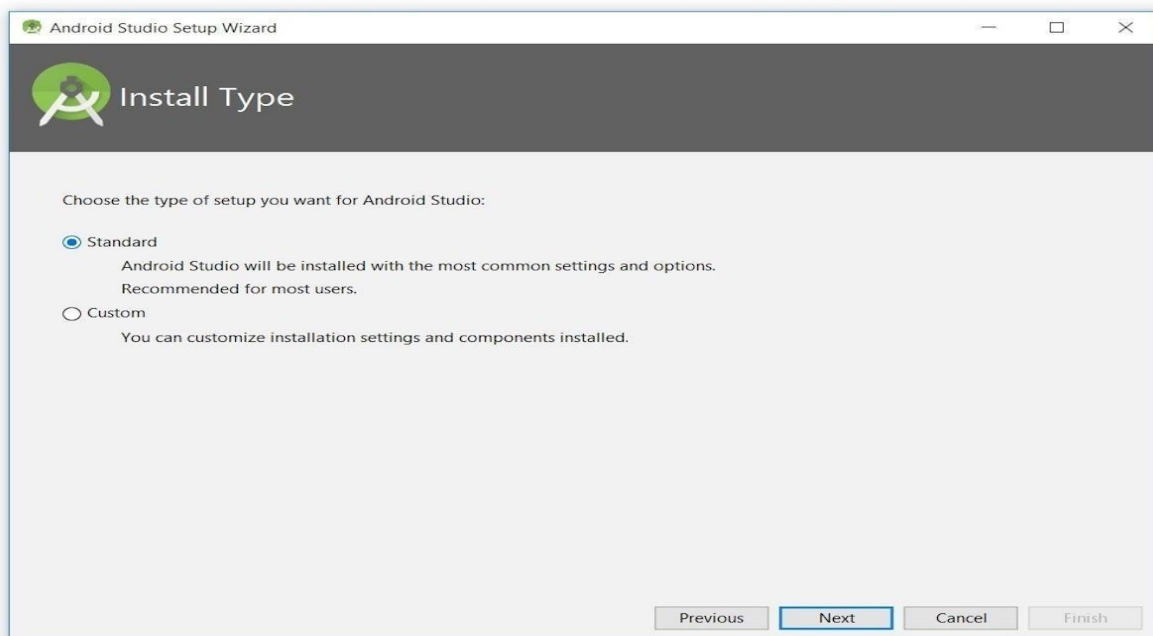 Android Studio Setup Wizard
Install Type
Choose the type of setup you want for Android Studio:
Standard
Android Studio will be installed with the most common settings and options.
Recommended for most users.
Custom
You can customize installation settings and components installed.
Previous
Next
Cancel
Finish